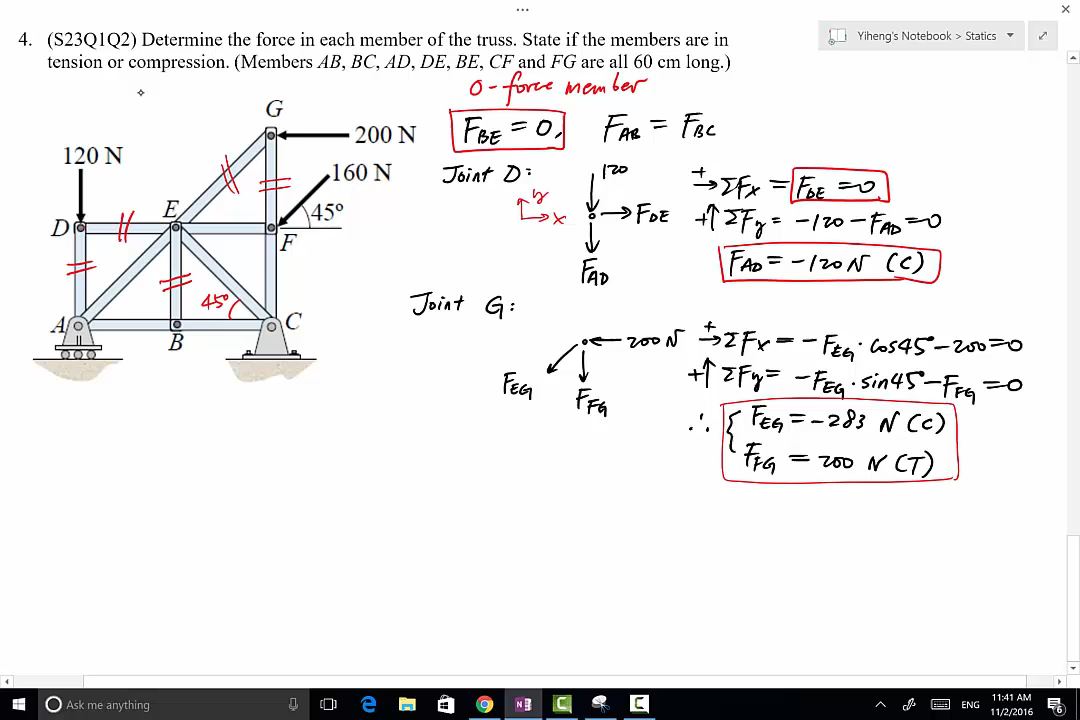 4. (S23Q1Q2) Determine the force in each member of the truss. State if the members are in
tension or compression. (Members AB, BC, AD, DE, BE, CF and FG are all 60 cm long.)
Yiheng's Notebook > Statics
0-force member
F_BE = 0,
F_AB = F_BC
G
200 N
120 N
160 N
45°
D
E
F
45°
A
B
C
Joint D:
120
y
x
F_DE
F_AD
+→ ΣFx = F_DE = 0
+↑ ΣFy = -120 - F_AD = 0
F_AD = -120 N (C)
Joint G:
200 N
F_EG
F_FG
+→ ΣFx = -F_EG · cos45° - 200 = 0
+↑ ΣFy = -F_EG · sin45° - F_FG = 0
∴ { F_EG = -283 N (C)
F_FG = 200 N (T)
Ask me anything
ENG
11:41 AM
11/2/2016
6